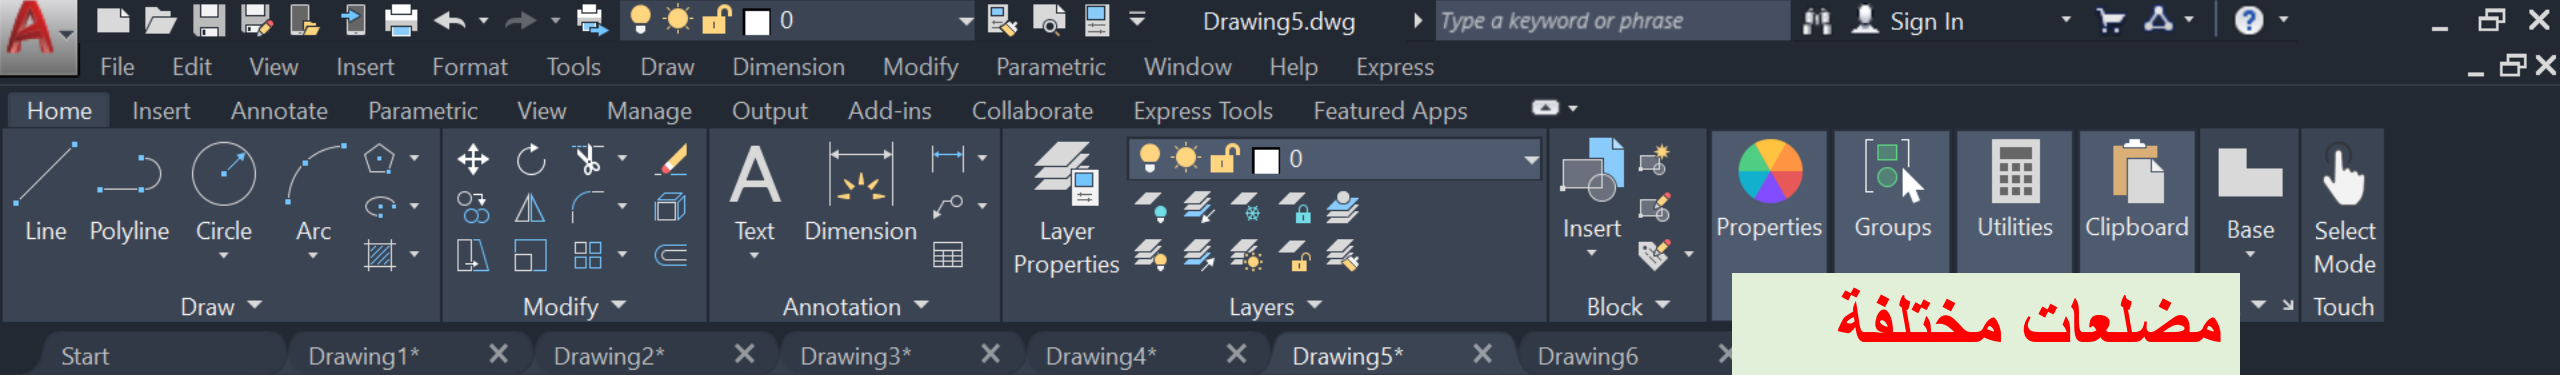 0 Drawing5.dwg Type a keyword or phrase Sign In
File Edit View Insert Format Tools Draw Dimension Modify Parametric Window Help Express
Home Insert Annotate Parametric View Manage Output Add-ins Collaborate Express Tools Featured Apps
0
Line Polyline Circle Arc Text Dimension Layer Properties Insert Properties Groups Utilities Clipboard Base Select Mode
Draw Modify Annotation Layers Block Touch
Start Drawing1* Drawing2* Drawing3* Drawing4* Drawing5* Drawing6
مضلعات مختلفة